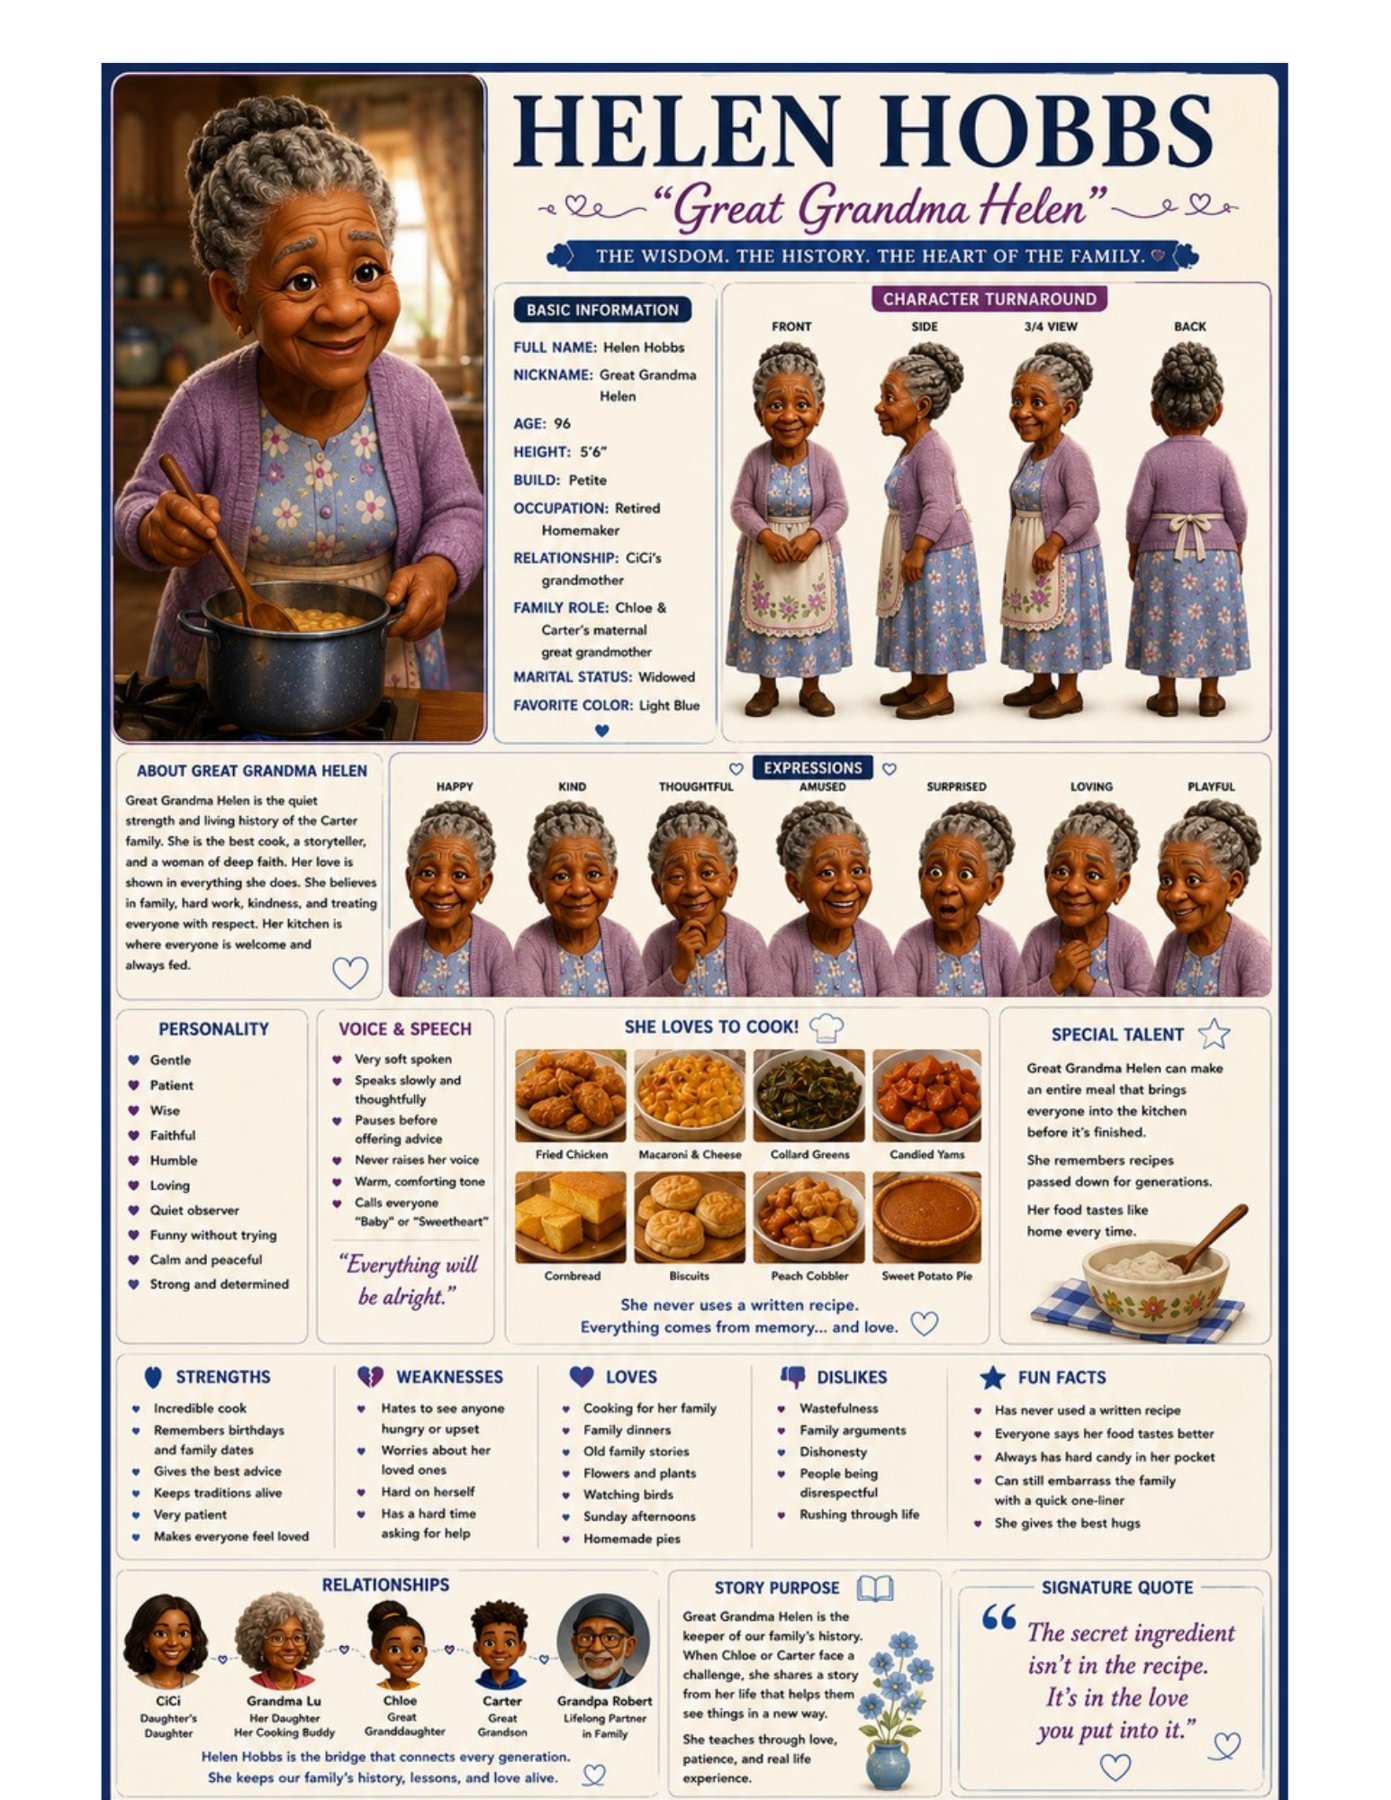 HELEN HOBBS
“Great Grandma Helen”
THE WISDOM. THE HISTORY. THE HEART OF THE FAMILY.
BASIC INFORMATION
FULL NAME: Helen Hobbs
NICKNAME: Great Grandma
Helen
AGE: 96
HEIGHT: 5’6”
BUILD: Petite
OCCUPATION: Retired
Homemaker
RELATIONSHIP: CiCi’s
grandmother
FAMILY ROLE: Chloe &
Carter’s maternal
great grandmother
MARITAL STATUS: Widowed
FAVORITE COLOR: Light Blue
CHARACTER TURNAROUND
FRONT
SIDE
3/4 VIEW
BACK
ABOUT GREAT GRANDMA HELEN
Great Grandma Helen is the quiet
strength and living history of the Carter
family. She is the best cook, a storyteller,
and a woman of deep faith. Her love is
shown in everything she does. She believes
in family, hard work, kindness, and treating
everyone with respect. Her kitchen is
where everyone is welcome and
always fed.
EXPRESSIONS
HAPPY
KIND
THOUGHTFUL
AMUSED
SURPRISED
LOVING
PLAYFUL
PERSONALITY
Gentle
Patient
Wise
Faithful
Humble
Loving
Quiet observer
Funny without trying
Calm and peaceful
Strong and determined
VOICE & SPEECH
Very soft spoken
Speaks slowly and
thoughtfully
Pauses before
offering advice
Never raises her voice
Warm, comforting tone
Calls everyone
“Baby” or “Sweetheart”
“Everything will
be alright.”
SHE LOVES TO COOK!
Fried Chicken
Macaroni & Cheese
Collard Greens
Candied Yams
Cornbread
Biscuits
Peach Cobbler
Sweet Potato Pie
She never uses a written recipe.
Everything comes from memory... and love.
SPECIAL TALENT
Great Grandma Helen can make
an entire meal that brings
everyone into the kitchen
before it’s finished.
She remembers recipes
passed down for generations.
Her food tastes like
home every time.
STRENGTHS
Incredible cook
Remembers birthdays
and family dates
Gives the best advice
Keeps traditions alive
Very patient
Makes everyone feel loved
WEAKNESSES
Hates to see anyone
hungry or upset
Worries about her
loved ones
Hard on herself
Has a hard time
asking for help
LOVES
Cooking for her family
Family dinners
Old family stories
Flowers and plants
Watching birds
Sunday afternoons
Homemade pies
DISLIKES
Wastefulness
Family arguments
Dishonesty
People being
disrespectful
Rushing through life
FUN FACTS
Has never used a written recipe
Everyone says her food tastes better
Always has hard candy in her pocket
Can still embarrass the family
with a quick one-liner
She gives the best hugs
RELATIONSHIPS
CiCi
Daughter’s
Daughter
Grandma Lu
Her Daughter
Her Cooking Buddy
Chloe
Great
Granddaughter
Carter
Great
Grandson
Grandpa Robert
Lifelong Partner
in Family
Helen Hobbs is the bridge that connects every generation.
She keeps our family’s history, lessons, and love alive.
STORY PURPOSE
Great Grandma Helen is the
keeper of our family’s history.
When Chloe or Carter face a
challenge, she shares a story
from her life that helps them
see things in a new way.
She teaches through love,
patience, and real life
experience.
SIGNATURE QUOTE
“The secret ingredient
isn’t in the recipe.
It’s in the love
you put into it.”